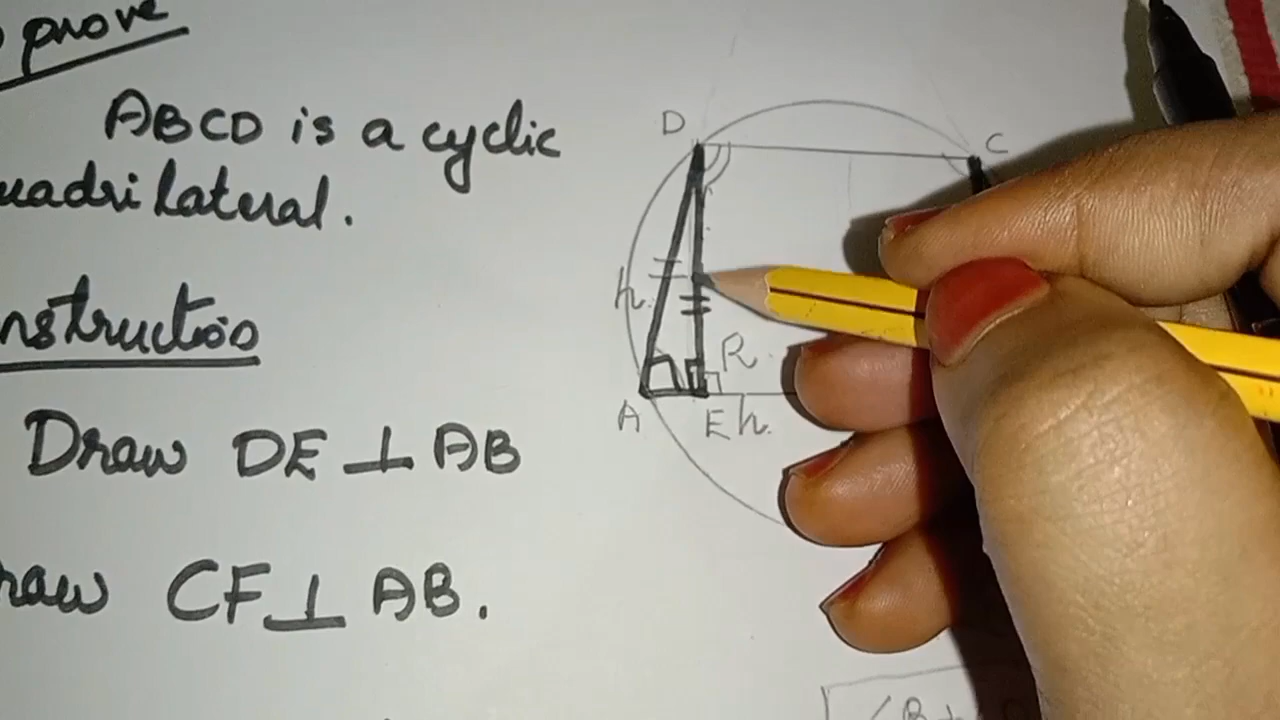 prove
ABCD is a cyclic
uadrilateral.
nstructio
Draw DE ⊥ AB
raw CF ⊥ AB.
D
C
h.
R.
A
E h.